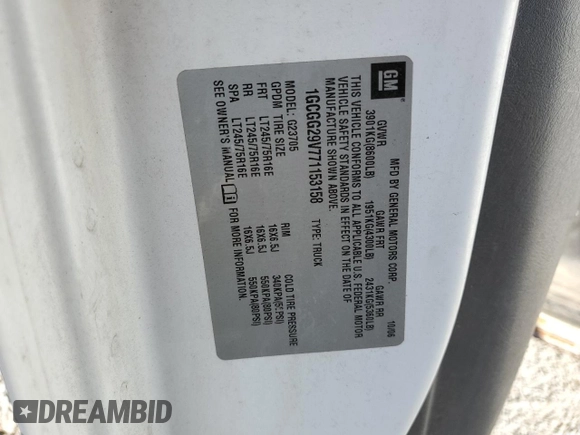 GM
MFD BY GENERAL MOTORS CORP. 10/06
GVWR GAWR FRT GAWR RR
3901KG(8600LB) 1951KG(4300LB) 2431KG(5360LB)
THIS VEHICLE CONFORMS TO ALL APPLICABLE U.S. FEDERAL MOTOR
VEHICLE SAFETY STANDARDS IN EFFECT ON THE DATE OF
MANUFACTURE SHOWN ABOVE.
1GCGG29V771153158 TYPE: TRUCK
MODEL: G23705
GPDM TIRE SIZE RIM COLD TIRE PRESSURE
FRT LT245/75R16E 16X6.5J 340KPA(50PSI)
RR LT245/75R16E 16X6.5J 550KPA(80PSI)
SPA LT245/75R16E 16X6.5J 550KPA(80PSI)
SEE OWNER'S MANUAL FOR MORE INFORMATION.
DREAMBID